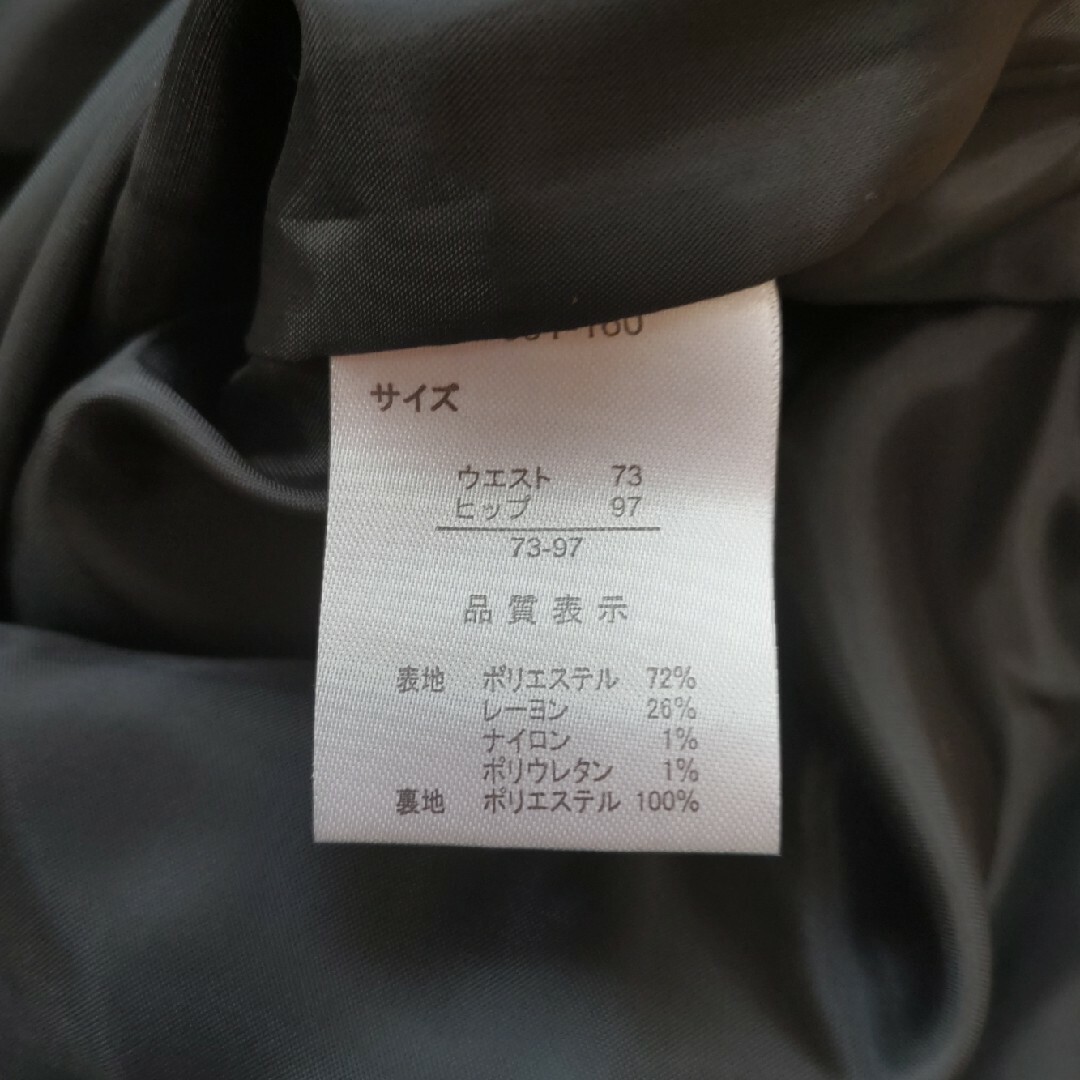 サイズ
ウエスト 73
ヒップ 97
73-97
品質表示
表地 ポリエステル 72%
レーヨン 26%
ナイロン 1%
ポリウレタン 1%
裏地 ポリエステル 100%